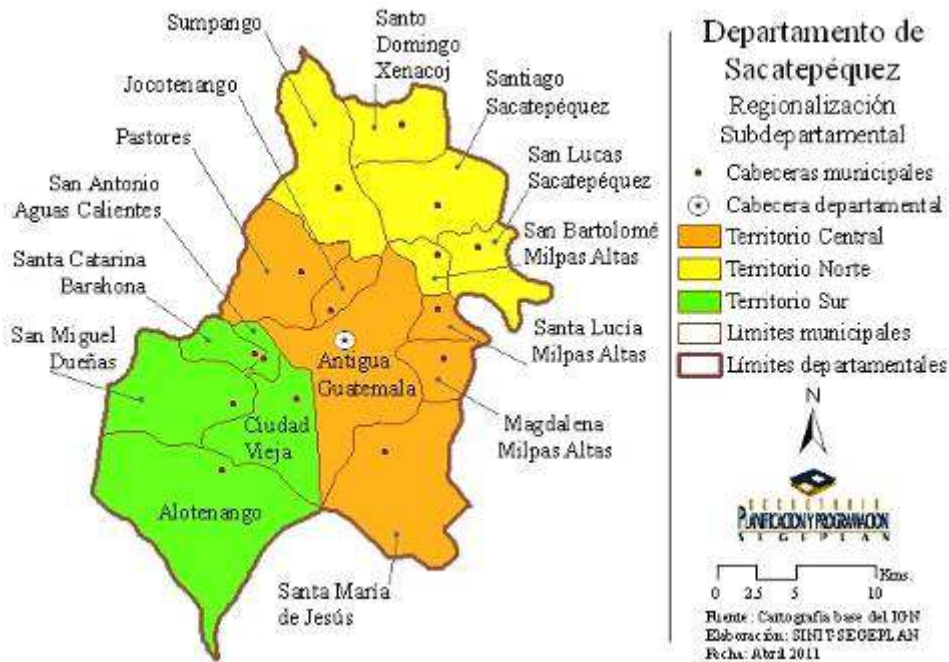 Sumpango
Santo
Domingo
Xenacoj
Jocotenango
Santiago
Sacatepéquez
Pastores
San Lucas
Sacatepéquez
San Antonio
Aguas Calientes
San Bartolomé
Milpas Altas
Santa Catarina
Barahona
Santa Lucía
Milpas Altas
San Miguel
Dueñas
Antigua
Guatemala
Magdalena
Milpas Altas
Ciudad
Vieja
Alotenango
Santa María
de Jesús
Departamento de
Sacatepéquez
Regionalización
Subdepartamental
Cabeceras municipales
Cabecera departamental
Territorio Central
Territorio Norte
Territorio Sur
Límites municipales
Límites departamentales
N
SECRETARIA
PLANIFICACION Y PROGRAMACION
SEGEPLAN
Kms.
0 2.5 5 10
Fuente: Cartografía base del IGN
Elaboración: SINIT-SEGEPLAN
Fecha: Abril 2011